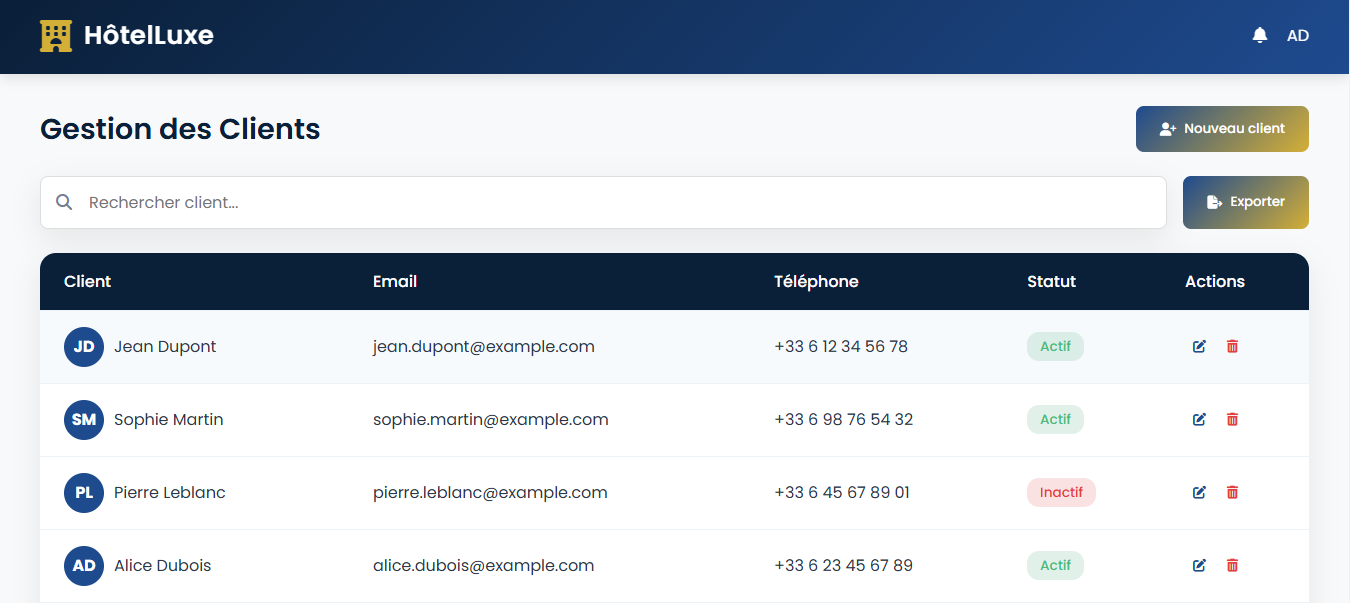 HôtelLuxe
AD
Gestion des Clients
Nouveau client
Rechercher client...
Exporter
Client Email Téléphone Statut Actions
JD Jean Dupont jean.dupont@example.com +33 6 12 34 56 78 Actif
SM Sophie Martin sophie.martin@example.com +33 6 98 76 54 32 Actif
PL Pierre Leblanc pierre.leblanc@example.com +33 6 45 67 89 01 Inactif
AD Alice Dubois alice.dubois@example.com +33 6 23 45 67 89 Actif